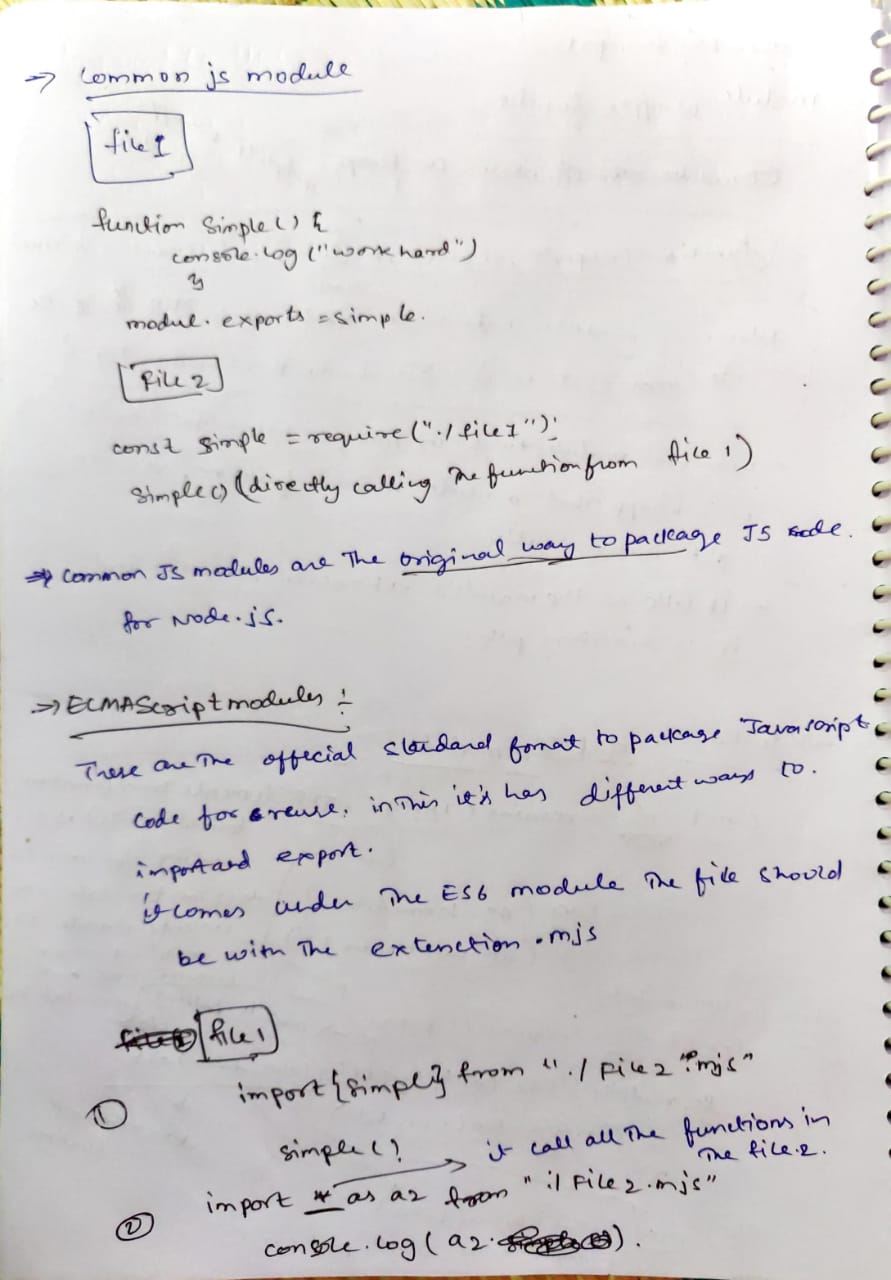 → Common js module
file 1
function simple() {
console.log("work hard")
}
modul.exports = simple.
File 2
const simple = require("./file1");
simple() (directly calling the function from file 1)
⇒ Common JS modules are the original way to package JS code.
for Node.js.
→ ECMAScript modules :-
These are the offecial standard format to package Javascript
code for reuse. in this it's has different ways to.
import and export.
it comes under the ES6 module the file should
be with the extenction .mjs
file 1
① import {simple} from "./File2.mjs"
simple()
it call all the functions in
the file.2.
② import * as a2 from "./File2.mjs"
console.log(a2. ).